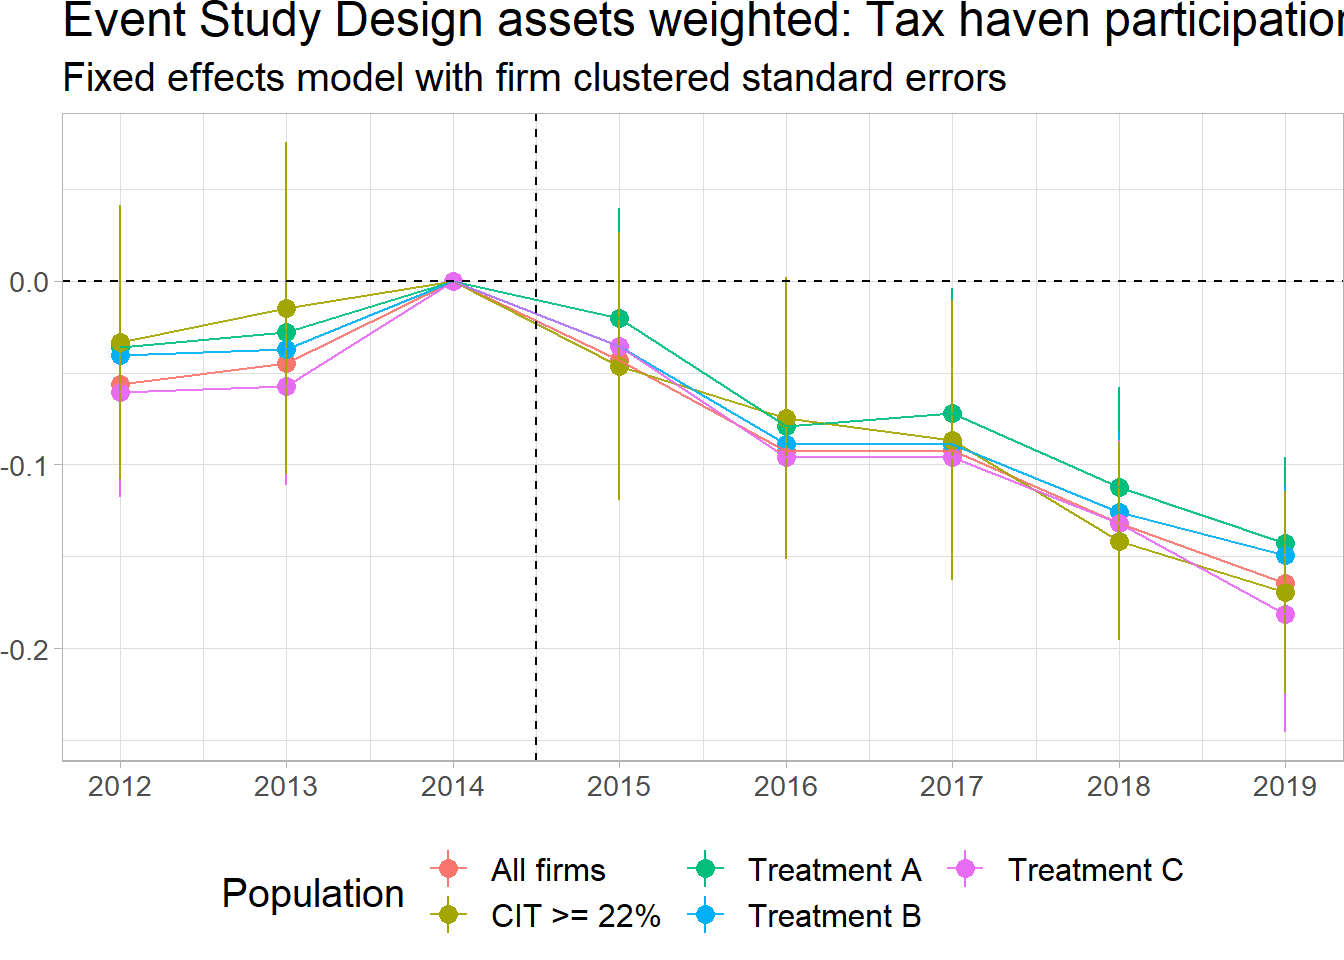 Event Study Design assets weighted: Tax haven participation
Fixed effects model with firm clustered standard errors
0.0
-0.1
-0.2
2012 2013 2014 2015 2016 2017 2018 2019
Population
All firms Treatment A Treatment C
CIT >= 22% Treatment B